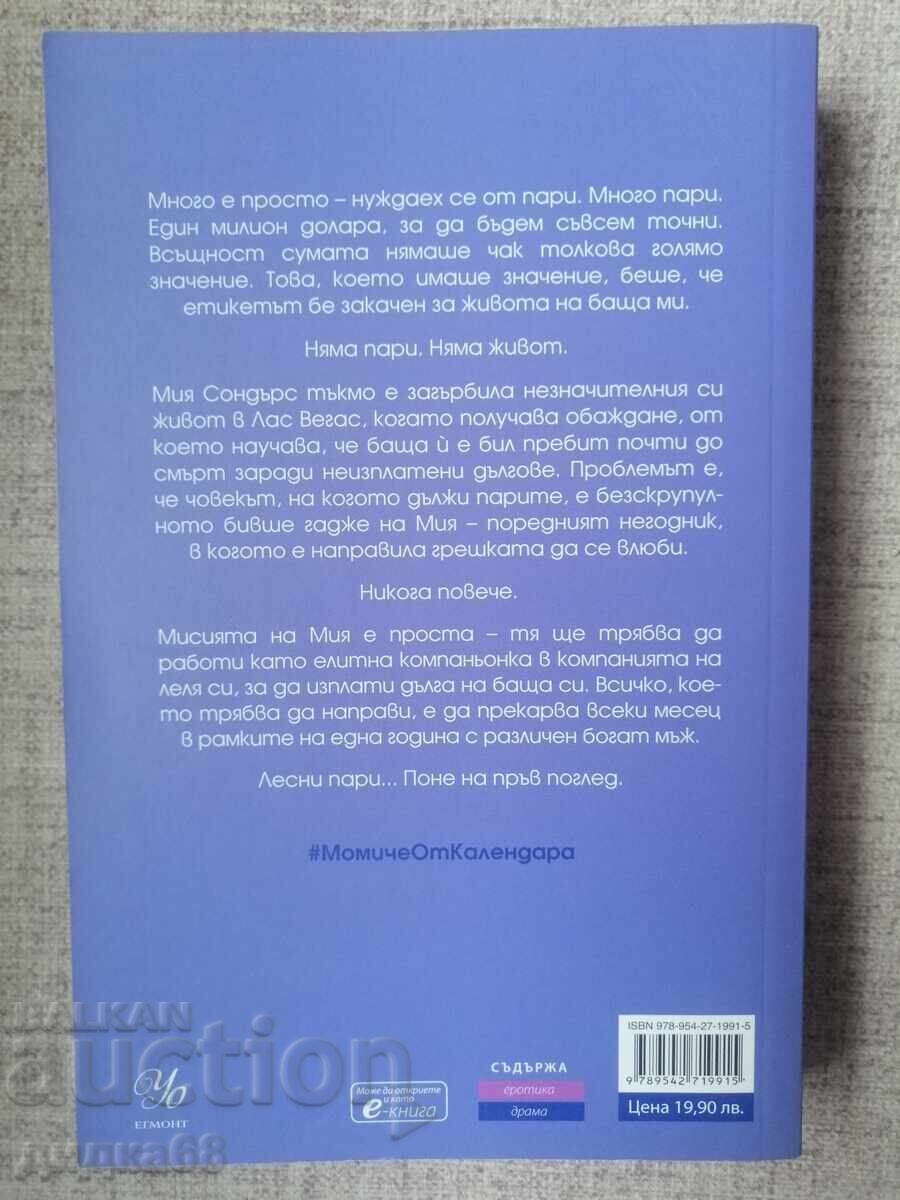 Много е просто – нуждаех се от пари. Много пари.
Един милион долара, за да бъдем съвсем точни.
Всъщност сумата нямаше чак толкова голямо
значение. Това, което имаше значение, беше, че
етикетът бе закачен за живота на баща ми.
Няма пари. Няма живот.
Мия Сондърс тъкмо е загърбила незначителния си
живот в Лас Вегас, когато получава обаждане, от
което научава, че баща ѝ е бил пребит почти до
смърт заради неизплатени дългове. Проблемът е,
че човекът, на когото дължи парите, е безскрупул-
ното бивше гадже на Мия – поредният негодник,
в когото е направила грешката да се влюби.
Никога повече.
Мисията на Мия е проста – тя ще трябва да
работи като елитна компаньонка в компанията на
леля си, за да изплати дълга на баща си. Всичко, кое-
то трябва да направи, е да прекарва всеки месец
в рамките на една година с различен богат мъж.
Лесни пари... Поне на пръв поглед.
#МомичеОтКалендара
BALKAN
auction
ISBN 978-954-27-1991-5
9 789542 719915
Цена 19,90 лв.
СЪДЪРЖА
еротика
драма
Може да откриете
и като
е-книга
УО
ЕГМОНТ
дълка68